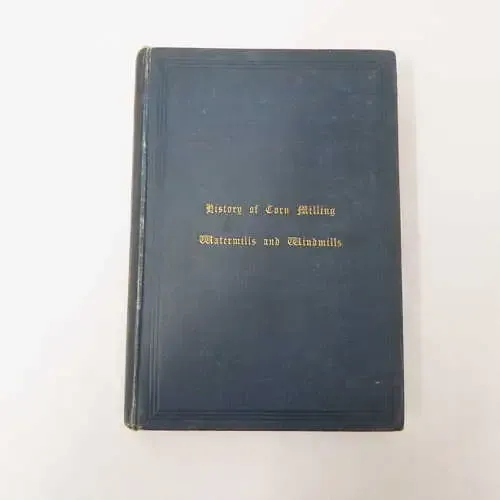 History of Corn Milling
Watermills and Windmills